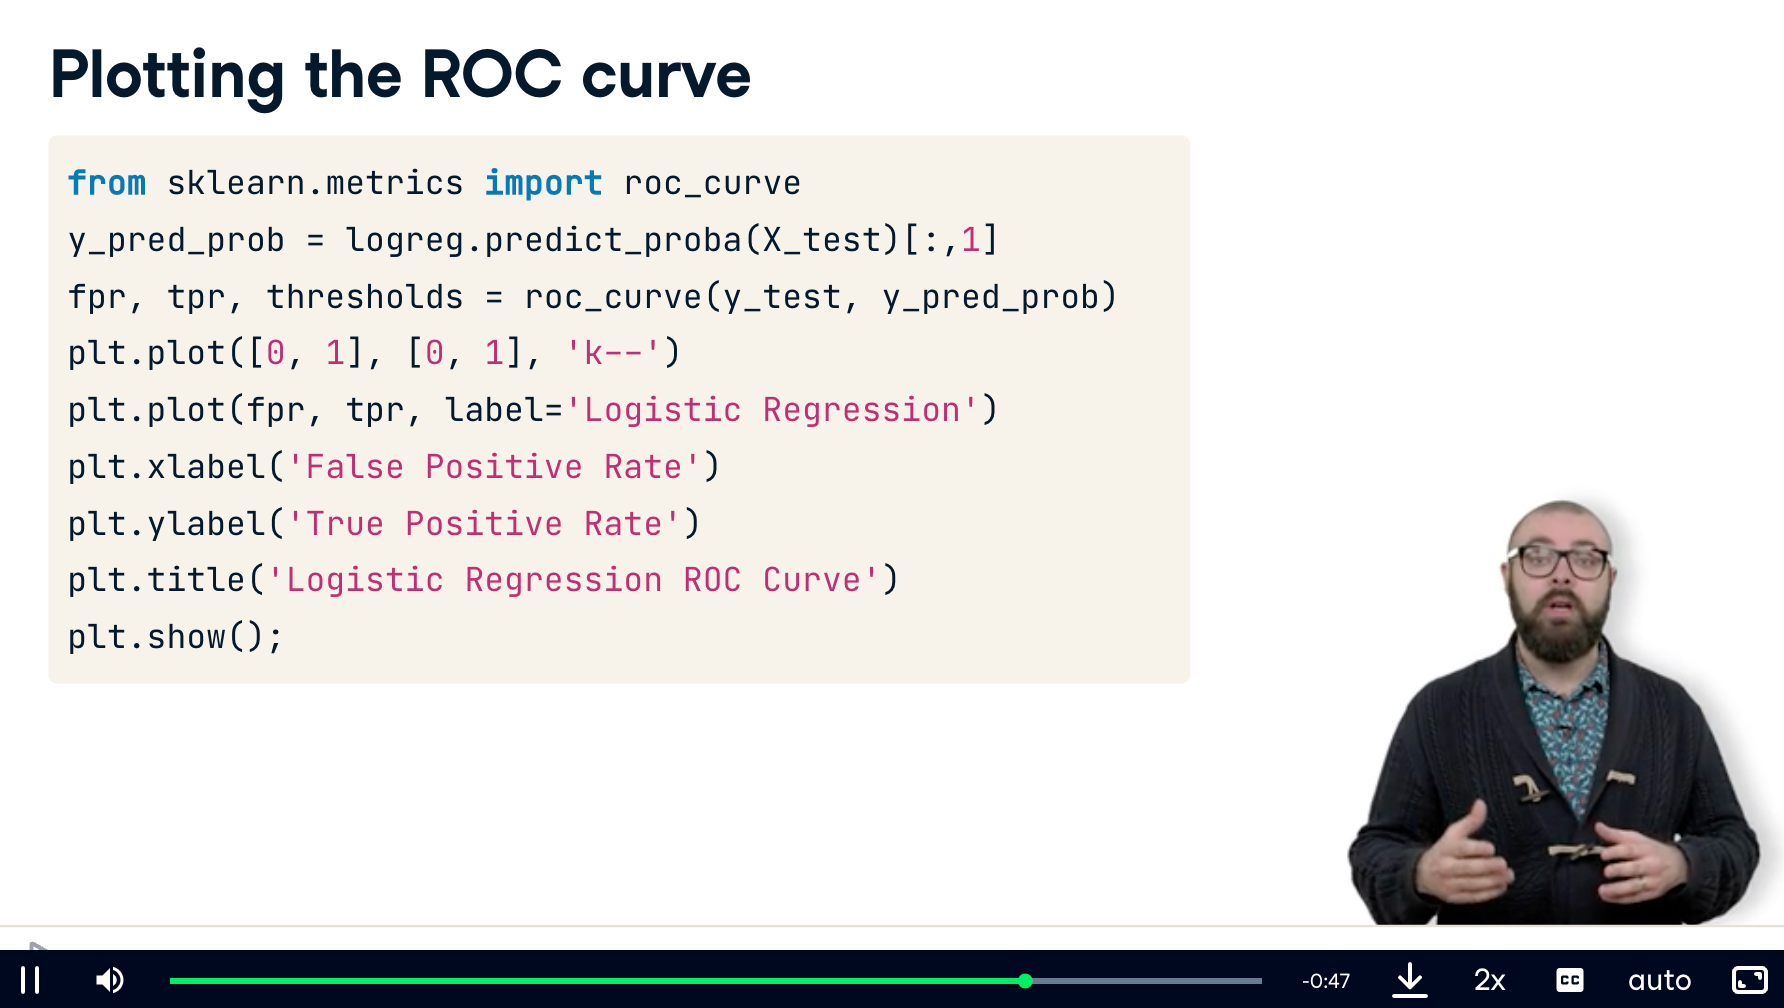 Plotting the ROC curve
from sklearn.metrics import roc_curve
y_pred_prob = logreg.predict_proba(X_test)[:,1]
fpr, tpr, thresholds = roc_curve(y_test, y_pred_prob)
plt.plot([0, 1], [0, 1], 'k--')
plt.plot(fpr, tpr, label='Logistic Regression')
plt.xlabel('False Positive Rate')
plt.ylabel('True Positive Rate')
plt.title('Logistic Regression ROC Curve')
plt.show();
-0:47 2x CC auto